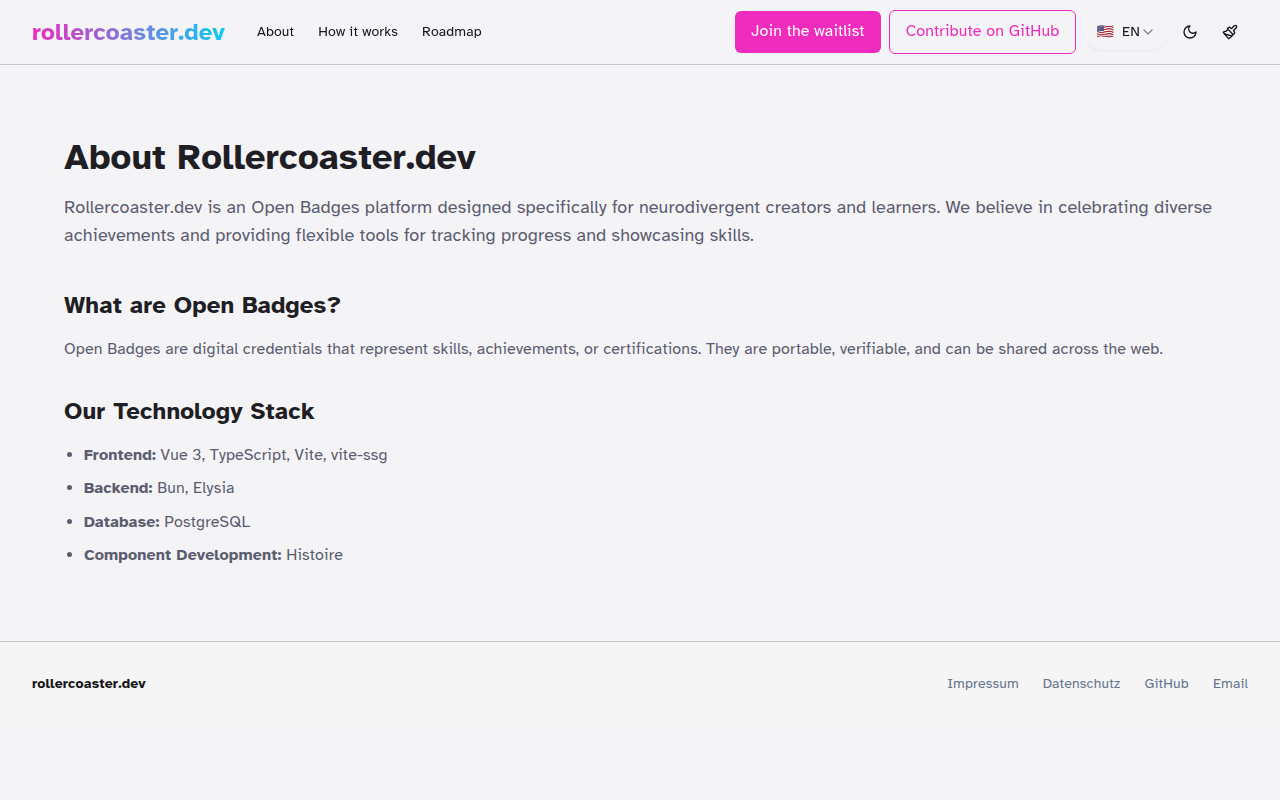 rollercoaster.dev About How it works Roadmap Join the waitlist Contribute on GitHub EN
About Rollercoaster.dev
Rollercoaster.dev is an Open Badges platform designed specifically for neurodivergent creators and learners. We believe in celebrating diverse
achievements and providing flexible tools for tracking progress and showcasing skills.
What are Open Badges?
Open Badges are digital credentials that represent skills, achievements, or certifications. They are portable, verifiable, and can be shared across the web.
Our Technology Stack
• Frontend: Vue 3, TypeScript, Vite, vite-ssg
• Backend: Bun, Elysia
• Database: PostgreSQL
• Component Development: Histoire
rollercoaster.dev Impressum Datenschutz GitHub Email